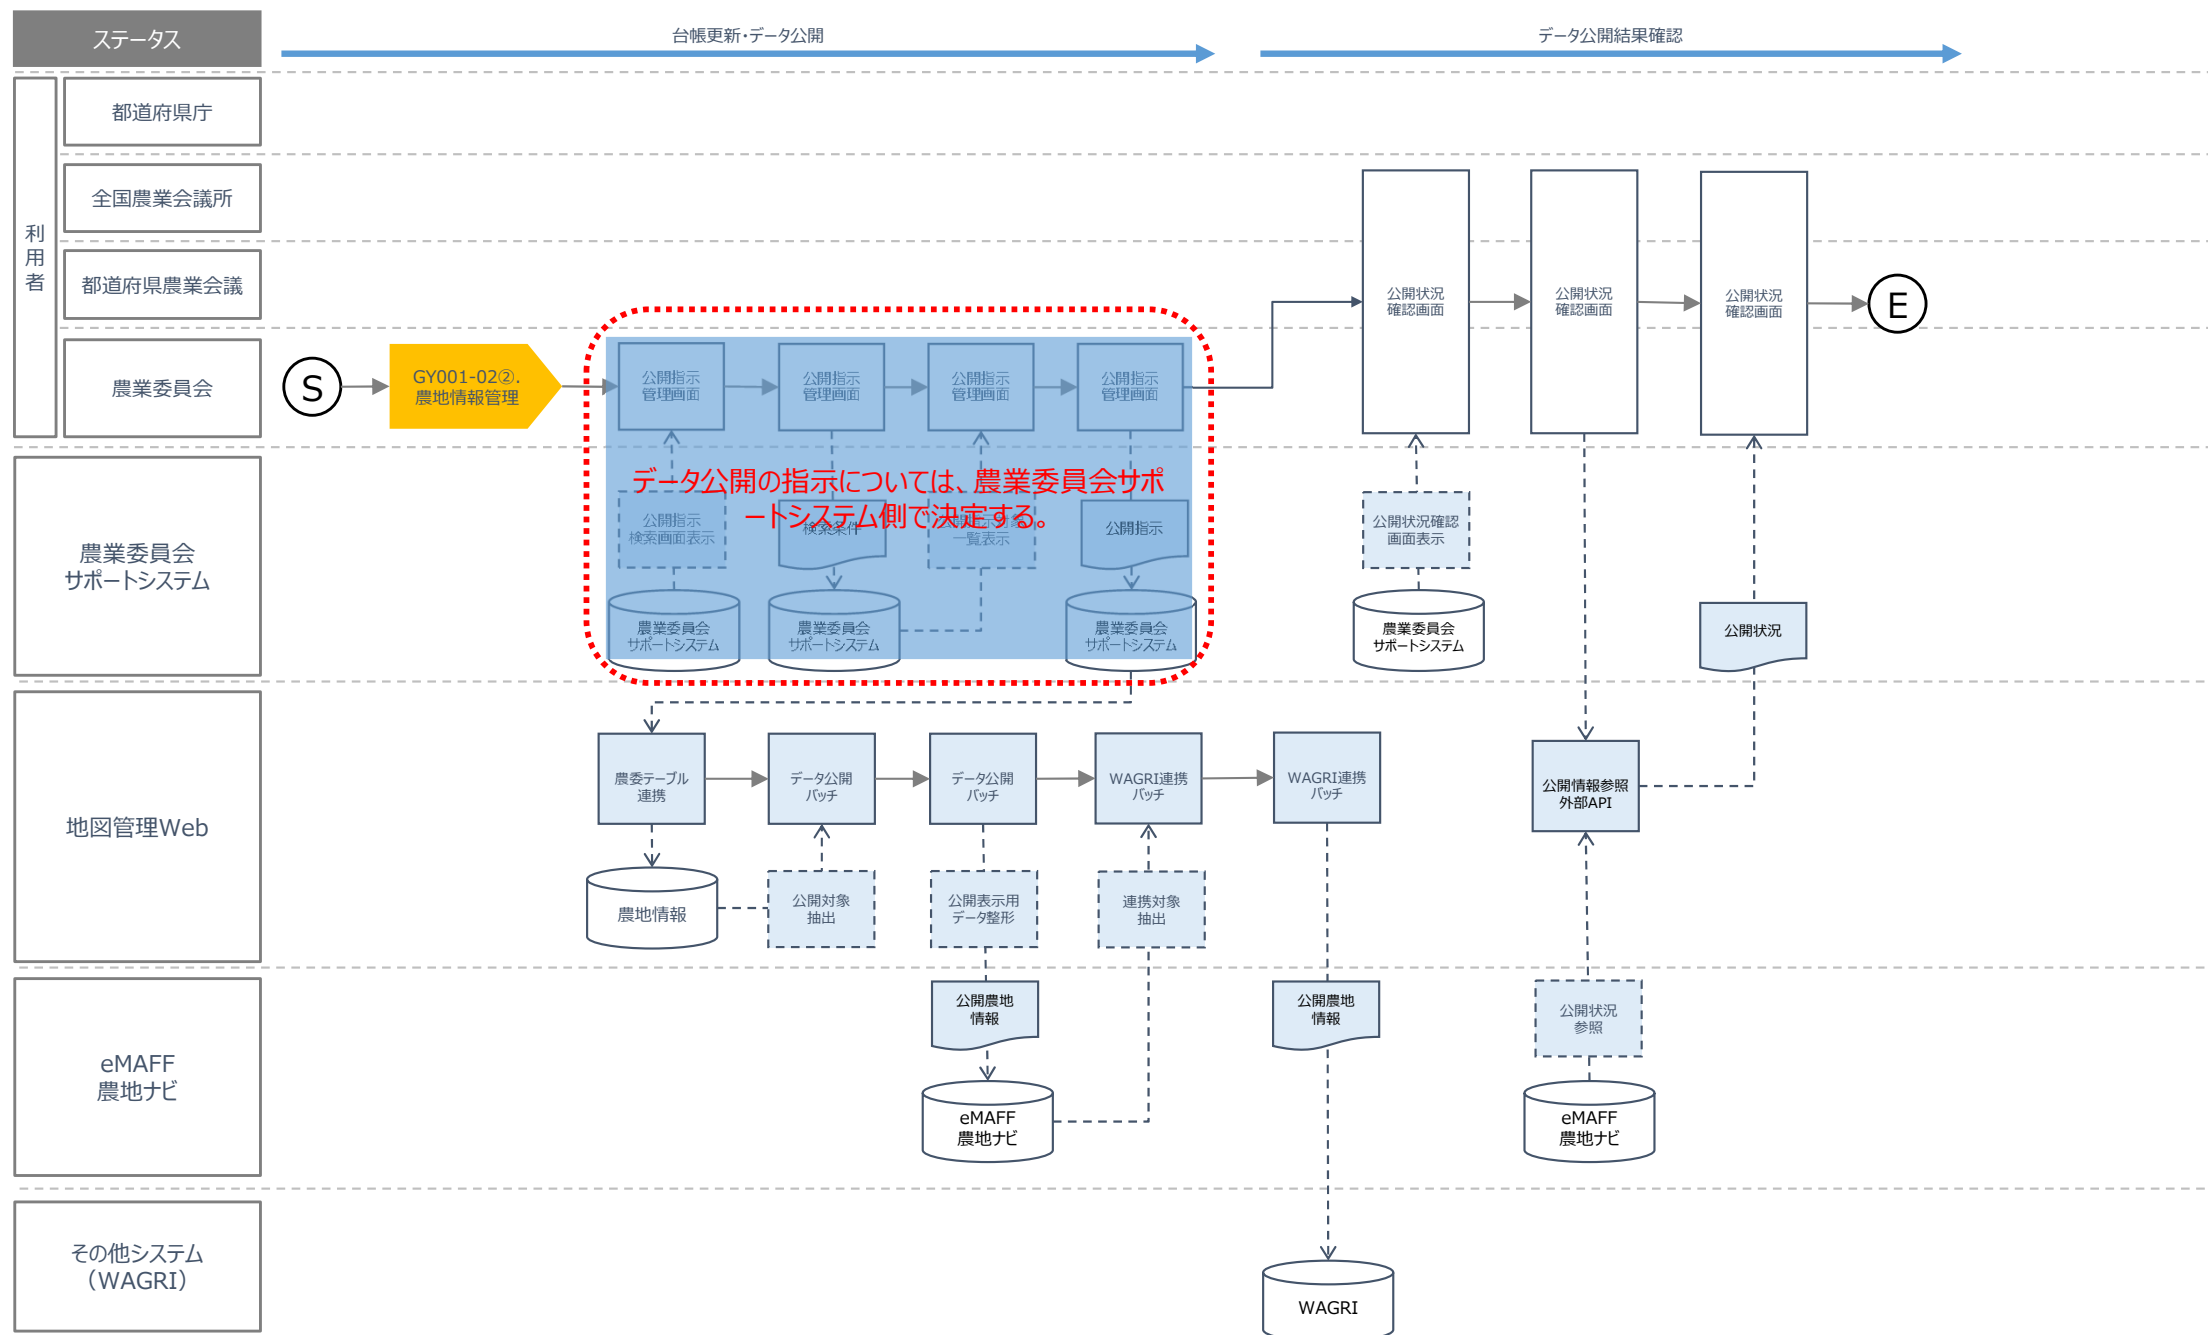 ステータス
台帳更新・データ公開
データ公開結果確認
利用者
都道府県庁
全国農業会議所
都道府県農業会議
農業委員会
S
GY001-02②.
農地情報管理
公開指示
管理画面
公開指示
管理画面
公開指示
管理画面
公開指示
管理画面
公開状況
確認画面
公開状況
確認画面
公開状況
確認画面
E
農業委員会
サポートシステム
データ公開の指示については、農業委員会サポ
ートシステム側で決定する。
公開指示
検索画面表示
検索条件
公開指示対象
一覧表示
公開指示
農業委員会
サポートシステム
農業委員会
サポートシステム
農業委員会
サポートシステム
公開状況確認
画面表示
農業委員会
サポートシステム
公開状況
地図管理Web
農委テーブル
連携
データ公開
バッチ
データ公開
バッチ
WAGRI連携
バッチ
WAGRI連携
バッチ
公開情報参照
外部API
農地情報
公開対象
抽出
公開表示用
データ整形
連携対象
抽出
eMAFF
農地ナビ
公開農地
情報
公開農地
情報
公開状況
参照
eMAFF
農地ナビ
eMAFF
農地ナビ
その他システム
（WAGRI）
WAGRI